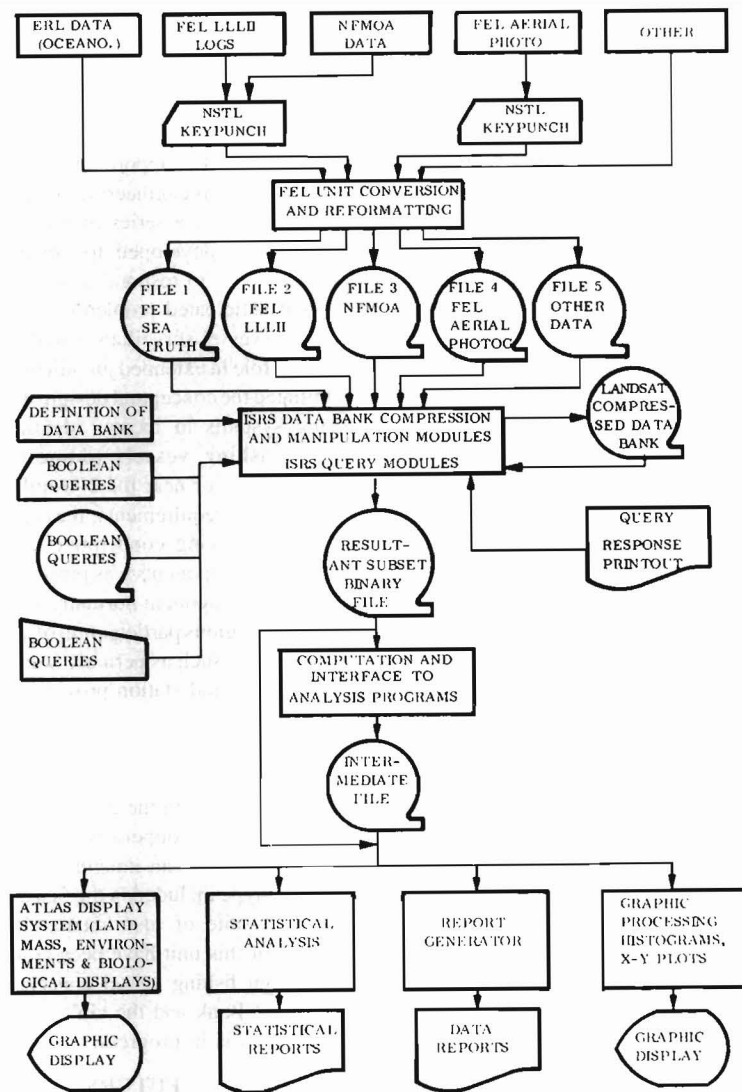 ERL DATA
(OCEANO.)
FEL LLLII
LOGS
NFMOA
DATA
FEL AERIAL
PHOTO
OTHER
NSTL
KEYPUNCH
NSTL
KEYPUNCH
FEL UNIT CONVERSION
AND REFORMATTING
FILE 1
FEL
SEA
TRUTH
FILE 2
FEL
LLLII
FILE 3
NFMOA
FILE 4
FEL
AERIAL
PHOTOG
FILE 5
OTHER
DATA
DEFINITION OF
DATA BANK
BOOLEAN
QUERIES
BOOLEAN
QUERIES
BOOLEAN
QUERIES
ISRS DATA BANK COMPRESSION
AND MANIPULATION MODULES
ISRS QUERY MODULES
LANDSAT
COMPRES-
SED DATA
BANK
QUERY
RESPONSE
PRINTOUT
RESULT-
ANT SUBSET
BINARY
FILE
COMPUTATION AND
INTERFACE TO
ANALYSIS PROGRAMS
INTER-
MEDIATE
FILE
ATLAS DISPLAY
SYSTEM (LAND
MASS, ENVIRON-
MENTS & BIOLO-
GICAL DISPLAYS)
STATISTICAL
ANALYSIS
REPORT
GENERATOR
GRAPHIC
PROCESSING
HISTOGRAMS,
X-Y PLOTS
GRAPHIC
DISPLAY
STATISTICAL
REPORTS
DATA
REPORTS
GRAPHIC
DISPLAY